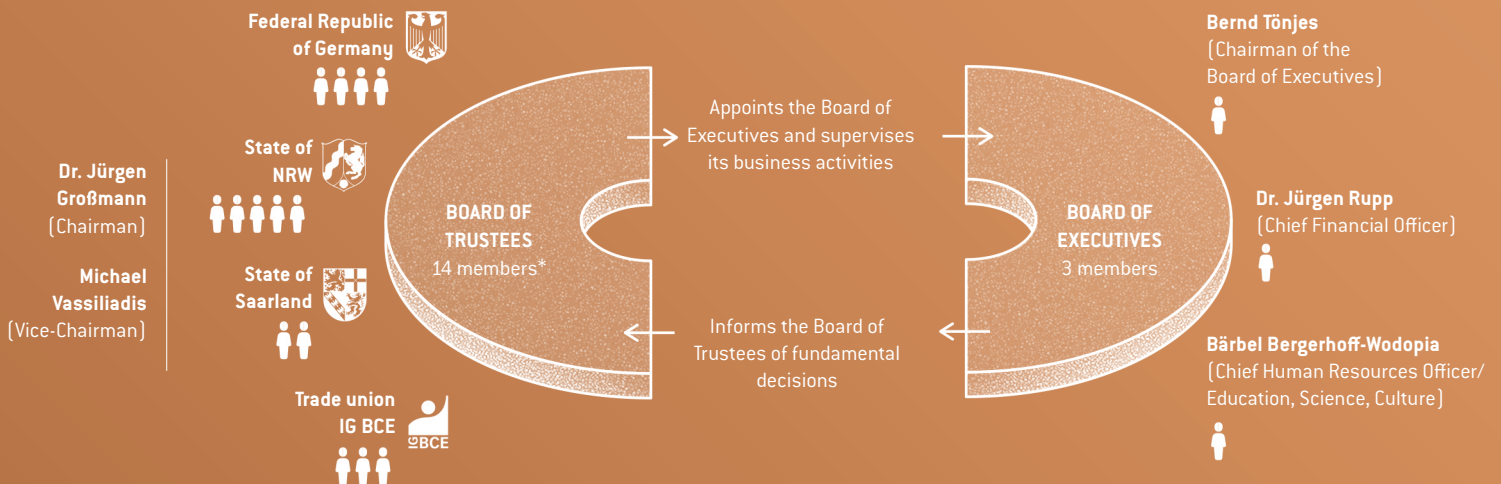 Federal Republic
of Germany
State of
NRW
Dr. Jürgen
Großmann
(Chairman)
Michael
Vassiliadis
(Vice-Chairman)
State of
Saarland
Trade union
IG BCE
IGBCE
BOARD OF
TRUSTEES
14 members*
Appoints the Board of
Executives and supervises
its business activities
Informs the Board of
Trustees of fundamental
decisions
BOARD OF
EXECUTIVES
3 members
Bernd Tönjes
(Chairman of the
Board of Executives)
Dr. Jürgen Rupp
(Chief Financial Officer)
Bärbel Bergerhoff-Wodopia
(Chief Human Resources Officer/
Education, Science, Culture)